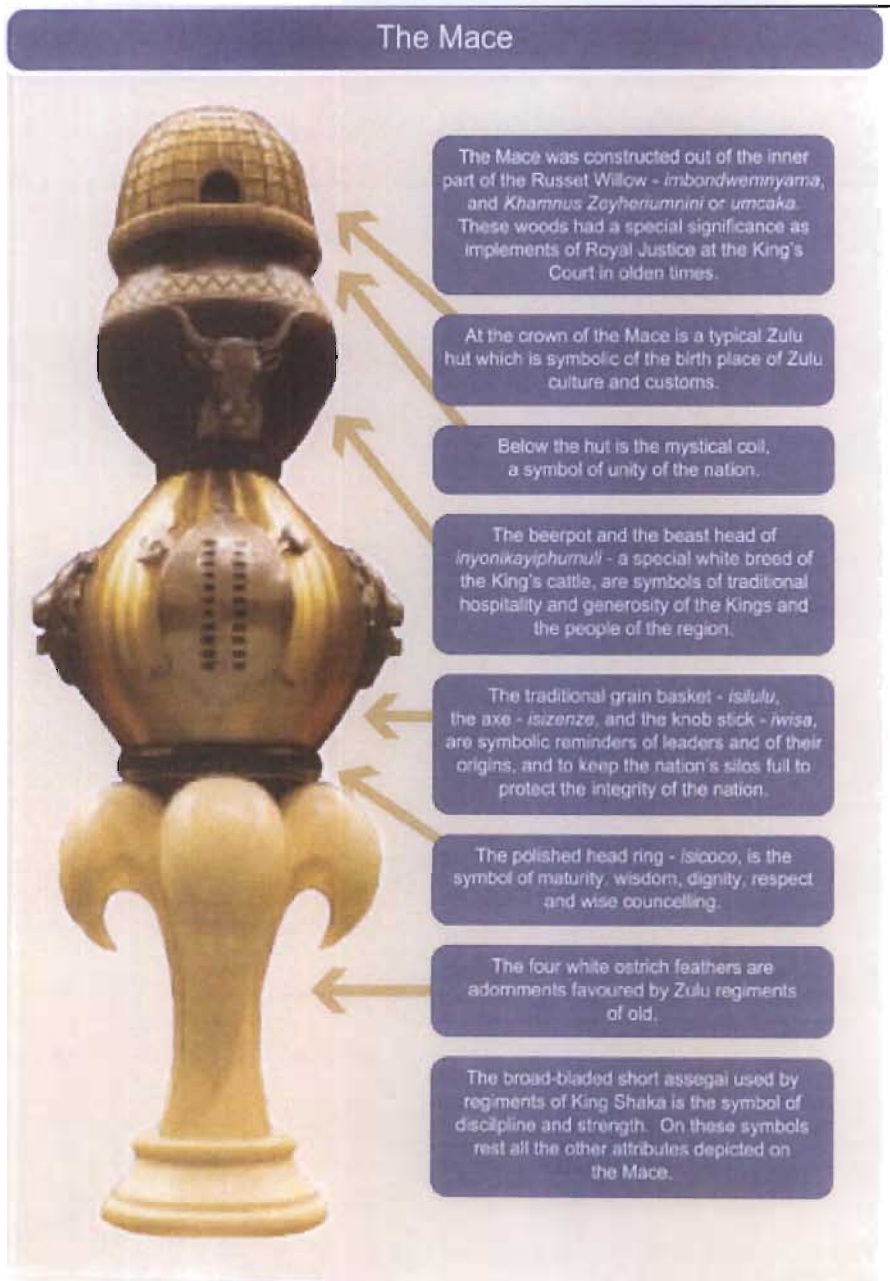 The Mace
The Mace was constructed out of the inner
part of the Russet Willow - imbondwemnyama,
and Khamnus Zeyheriumnini or umcaka.
These woods had a special significance as
implements of Royal Justice at the King's
Court in olden times.
At the crown of the Mace is a typical Zulu
hut which is symbolic of the birth place of Zulu
culture and customs.
Below the hut is the mystical coil,
a symbol of unity of the nation.
The beerpot and the beast head of
inyonikayiphumuli - a special white breed of
the King's cattle, are symbols of traditional
hospitality and generosity of the Kings and
the people of the region.
The traditional grain basket - isilulu,
the axe - isizenze, and the knob stick - iwisa,
are symbolic reminders of leaders and of their
origins, and to keep the nation's silos full to
protect the integrity of the nation.
The polished head ring - isicoco, is the
symbol of maturity, wisdom, dignity, respect
and wise councelling.
The four white ostrich feathers are
adornments favoured by Zulu regiments
of old.
The broad-bladed short assegai used by
regiments of King Shaka is the symbol of
discilpline and strength. On these symbols
rest all the other attributes depicted on
the Mace.